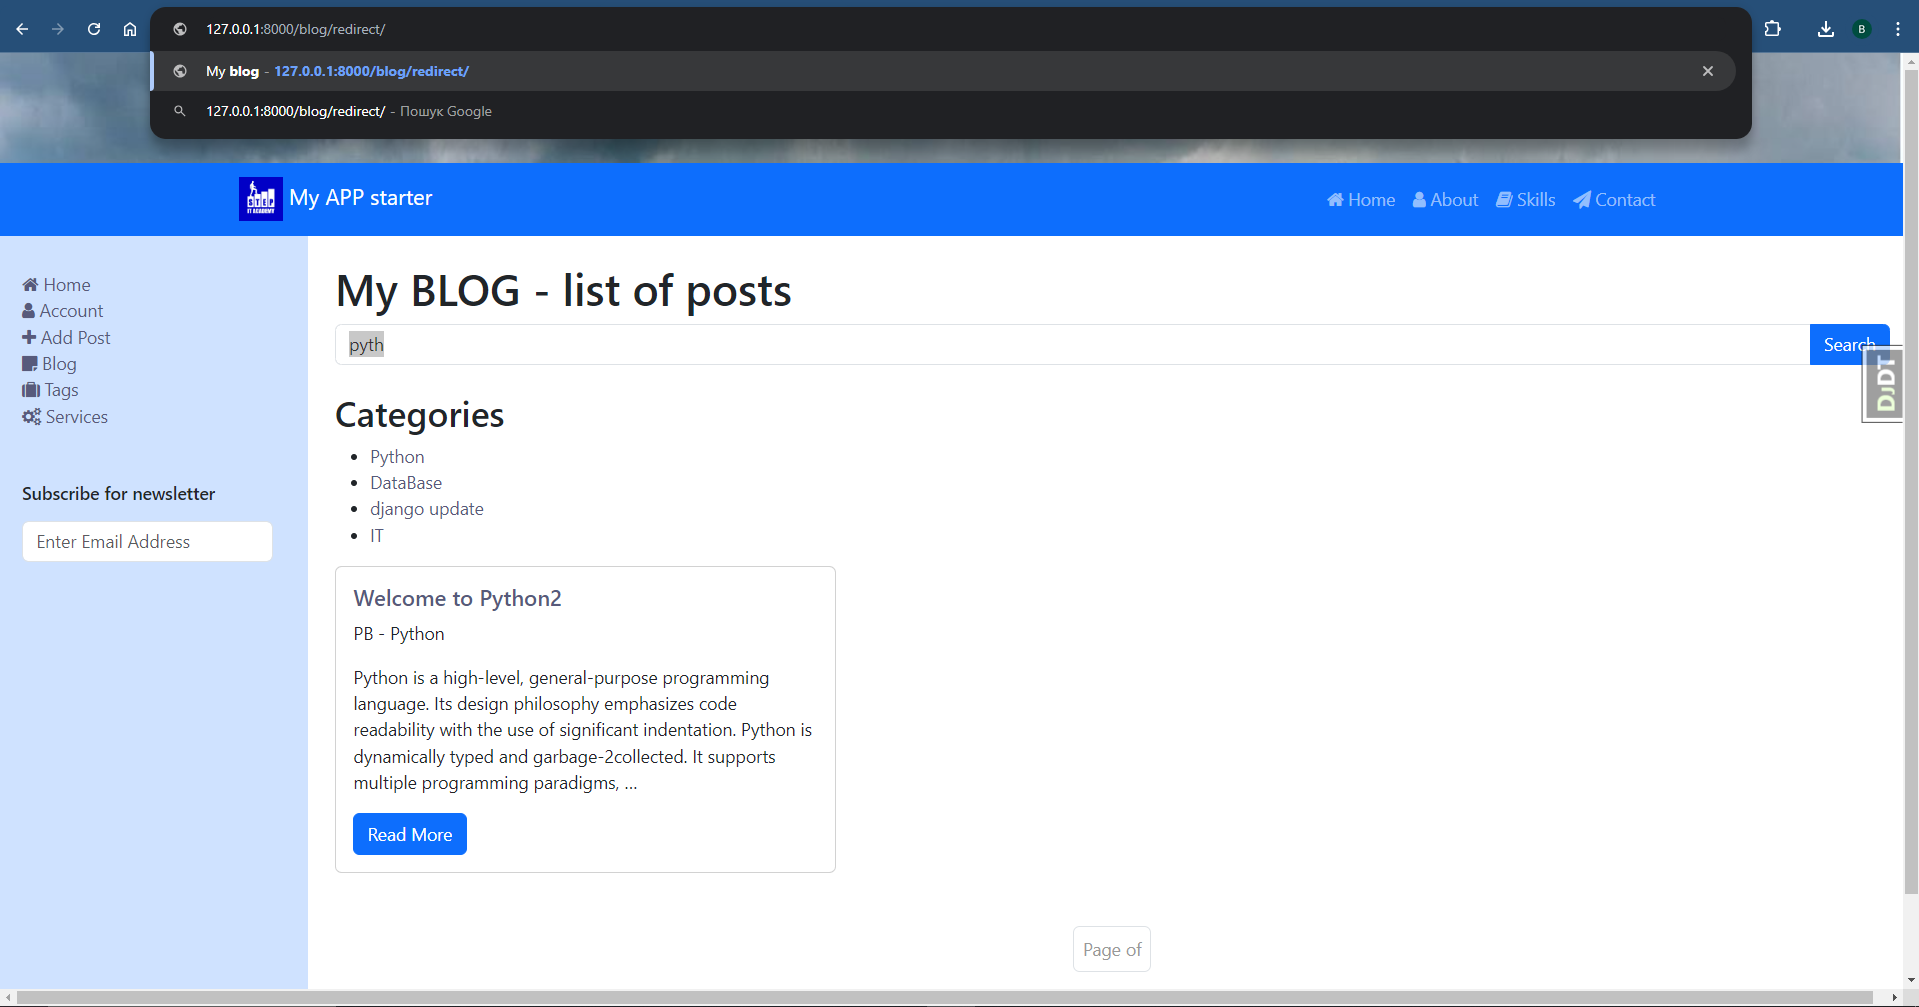 127.0.0.1:8000/blog/redirect/
B
My blog - 127.0.0.1:8000/blog/redirect/
127.0.0.1:8000/blog/redirect/ - Пошук Google
STEP
IT ACADEMY
My APP starter
Home About Skills Contact
Home
Account
Add Post
Blog
Tags
Services
Subscribe for newsletter
Enter Email Address
My BLOG - list of posts
pyth
Search
DjDT
Categories
Python
DataBase
django update
IT
Welcome to Python2
PB - Python
Python is a high-level, general-purpose programming
language. Its design philosophy emphasizes code
readability with the use of significant indentation. Python is
dynamically typed and garbage-2collected. It supports
multiple programming paradigms, ...
Read More
Page of